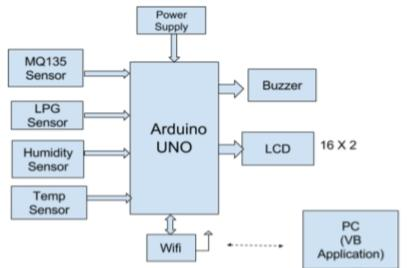 Power
Supply
MQ135
Sensor
LPG
Sensor
Humidity
Sensor
Temp
Sensor
Arduino
UNO
Buzzer
LCD
16 X 2
Wifi
PC
(VB
Application)